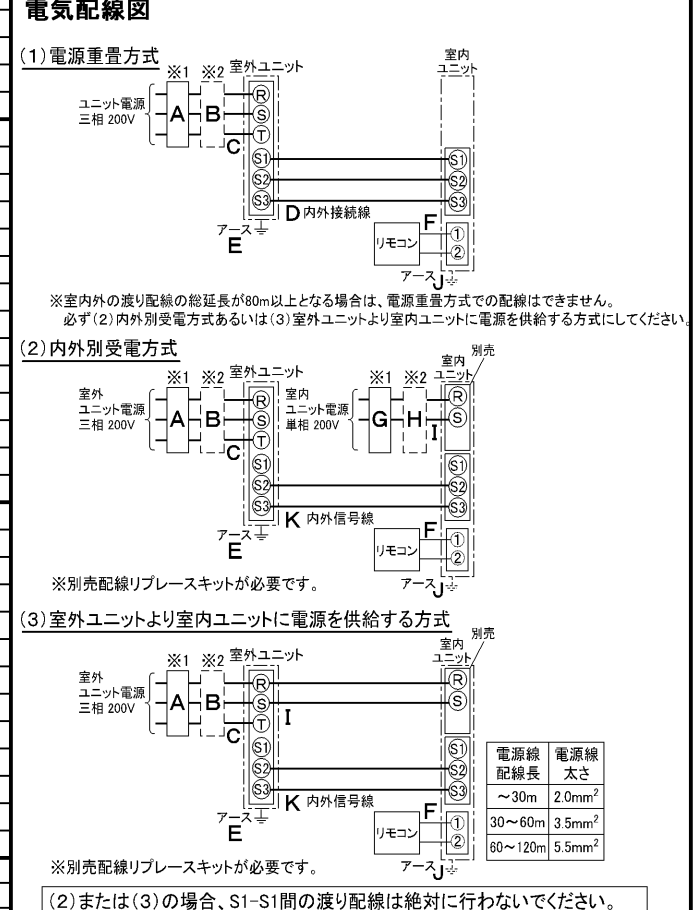 電気配線図
(1)電源重畳方式
※1 ※2 室外ユニット
室内
ユニット
ユニット電源
三相 200V
A B C
R
S
T
S1 S1
S2 S2
S3 S3
D 内外接続線
アース
E
リモコン
F
①
②
アース J
※室内外の渡り配線の総延長が80m以上となる場合は、電源重畳方式での配線はできません。
必ず(2)内外別受電方式あるいは(3)室外ユニットより室内ユニットに電源を供給する方式にしてください。
(2)内外別受電方式
※1 ※2 室外ユニット
※1 ※2
室内
ユニット
別売
室外
ユニット電源
三相 200V
A B C
室内
ユニット電源
単相 200V
G H I
R R
S S
T
S1 S1
S2 S2
S3 S3
K 内外信号線
アース
E
リモコン
F
①
②
アース J
※別売配線リプレースキットが必要です。
(3)室外ユニットより室内ユニットに電源を供給する方式
※1 ※2 室外ユニット
室内
ユニット
別売
室外
ユニット電源
三相 200V
A B C
R R
S S
I
T
S1 S1
S2 S2
S3 S3
K 内外信号線
アース
E
リモコン
F
①
②
アース J
電源線 電源線
配線長 太さ
～30m 2.0mm²
30～60m 3.5mm²
60～120m 5.5mm²
※別売配線リプレースキットが必要です。
(2)または(3)の場合、S1-S1間の渡り配線は絶対に行わないでください。